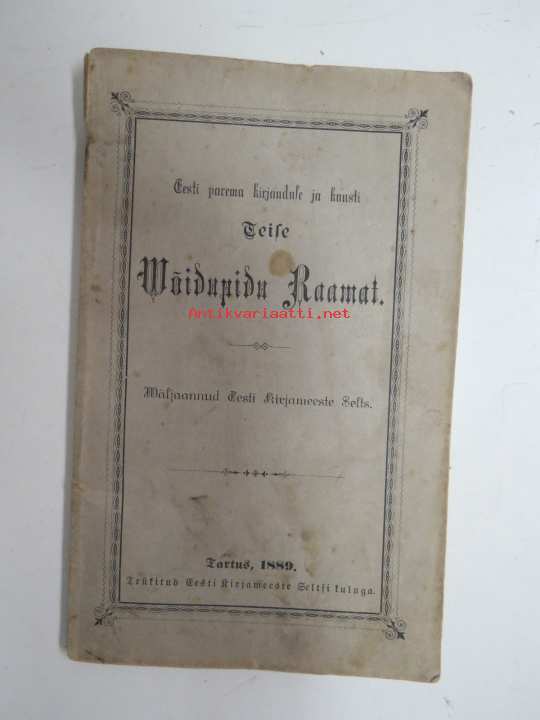 Eesti parema kirjanduse ja kunsti
Teise
Wõidupidu Raamat.
Antikvariaatti.net
Wäljaannud Eesti Kirjameeste Selts.
Tartus, 1889.
Trükitud Eesti Kirjameeste Seltsi kuluga.